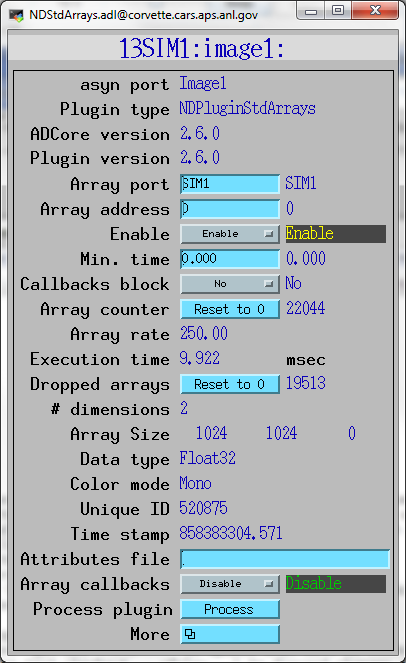 NDStdArrays.adl@corvette.cars.aps.anl.gov
13SIM1:image1:
asyn port Image1
Plugin type NDPluginStdArrays
ADCore version 2.6.0
Plugin version 2.6.0
Array port SIM1 SIM1
Array address 0 0
Enable Enable Enable
Min. time 0.000 0.000
Callbacks block No No
Array counter Reset to 0 22044
Array rate 250.00
Execution time 9.922 msec
Dropped arrays Reset to 0 19513
# dimensions 2
Array Size 1024 1024 0
Data type Float32
Color mode Mono
Unique ID 520875
Time stamp 858383304.571
Attributes file
Array callbacks Disable Disable
Process plugin Process
More